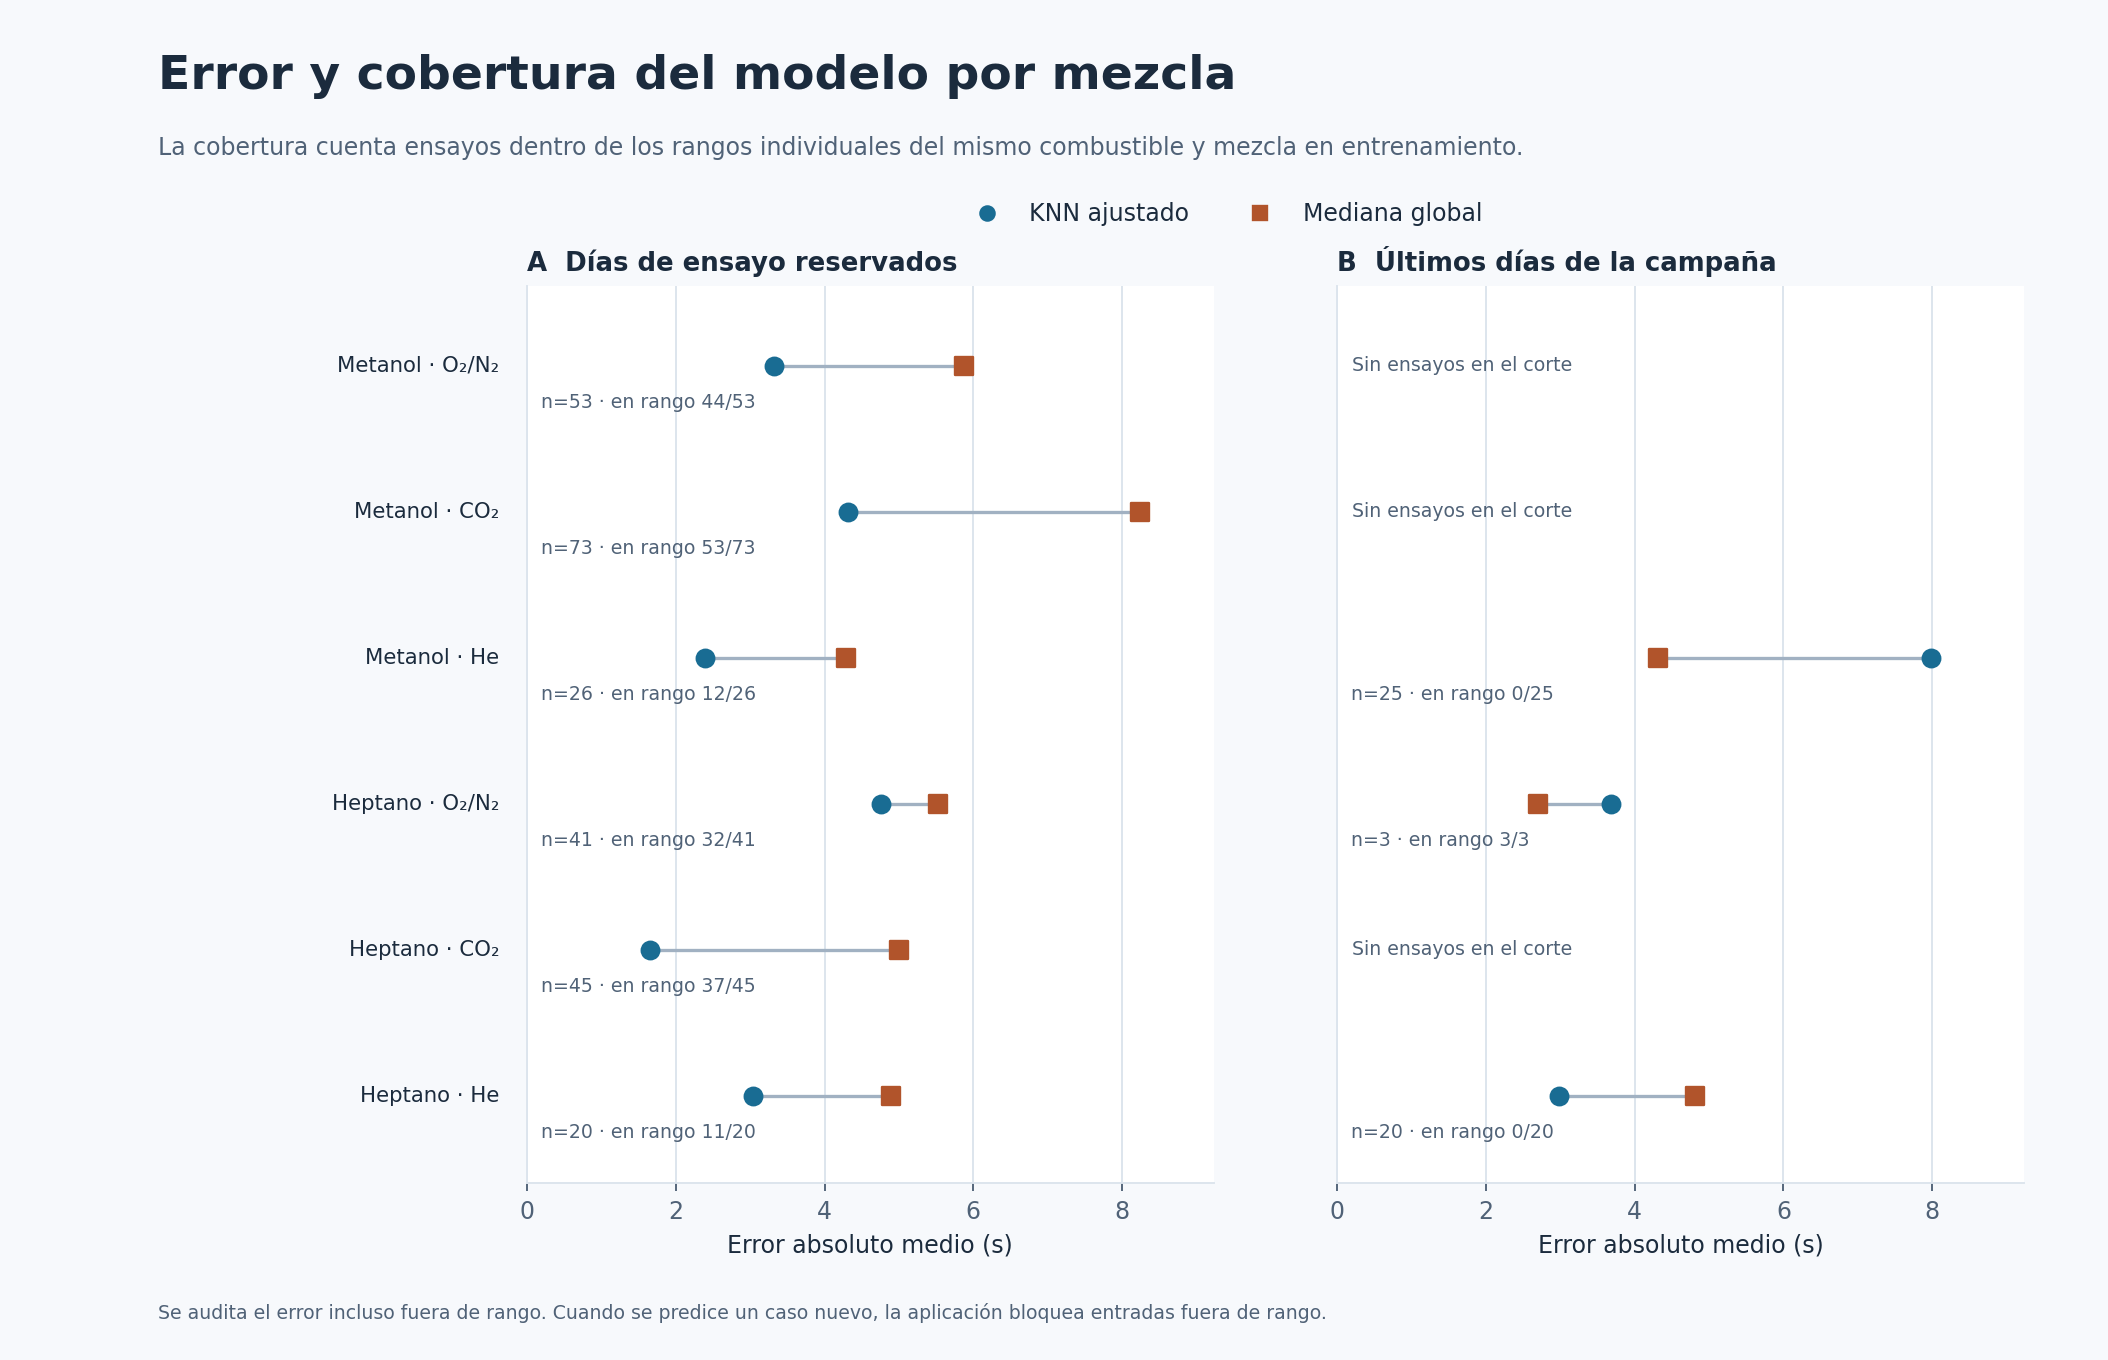 Error y cobertura del modelo por mezcla
La cobertura cuenta ensayos dentro de los rangos individuales del mismo combustible y mezcla en entrenamiento.
KNN ajustado
Mediana global
A Días de ensayo reservados
Metanol · O₂/N₂
n=53 · en rango 44/53
Metanol · CO₂
n=73 · en rango 53/73
Metanol · He
n=26 · en rango 12/26
Heptano · O₂/N₂
n=41 · en rango 32/41
Heptano · CO₂
n=45 · en rango 37/45
Heptano · He
n=20 · en rango 11/20
0 2 4 6 8
Error absoluto medio (s)
B Últimos días de la campaña
Sin ensayos en el corte
Sin ensayos en el corte
n=25 · en rango 0/25
n=3 · en rango 3/3
Sin ensayos en el corte
n=20 · en rango 0/20
0 2 4 6 8
Error absoluto medio (s)
Se audita el error incluso fuera de rango. Cuando se predice un caso nuevo, la aplicación bloquea entradas fuera de rango.